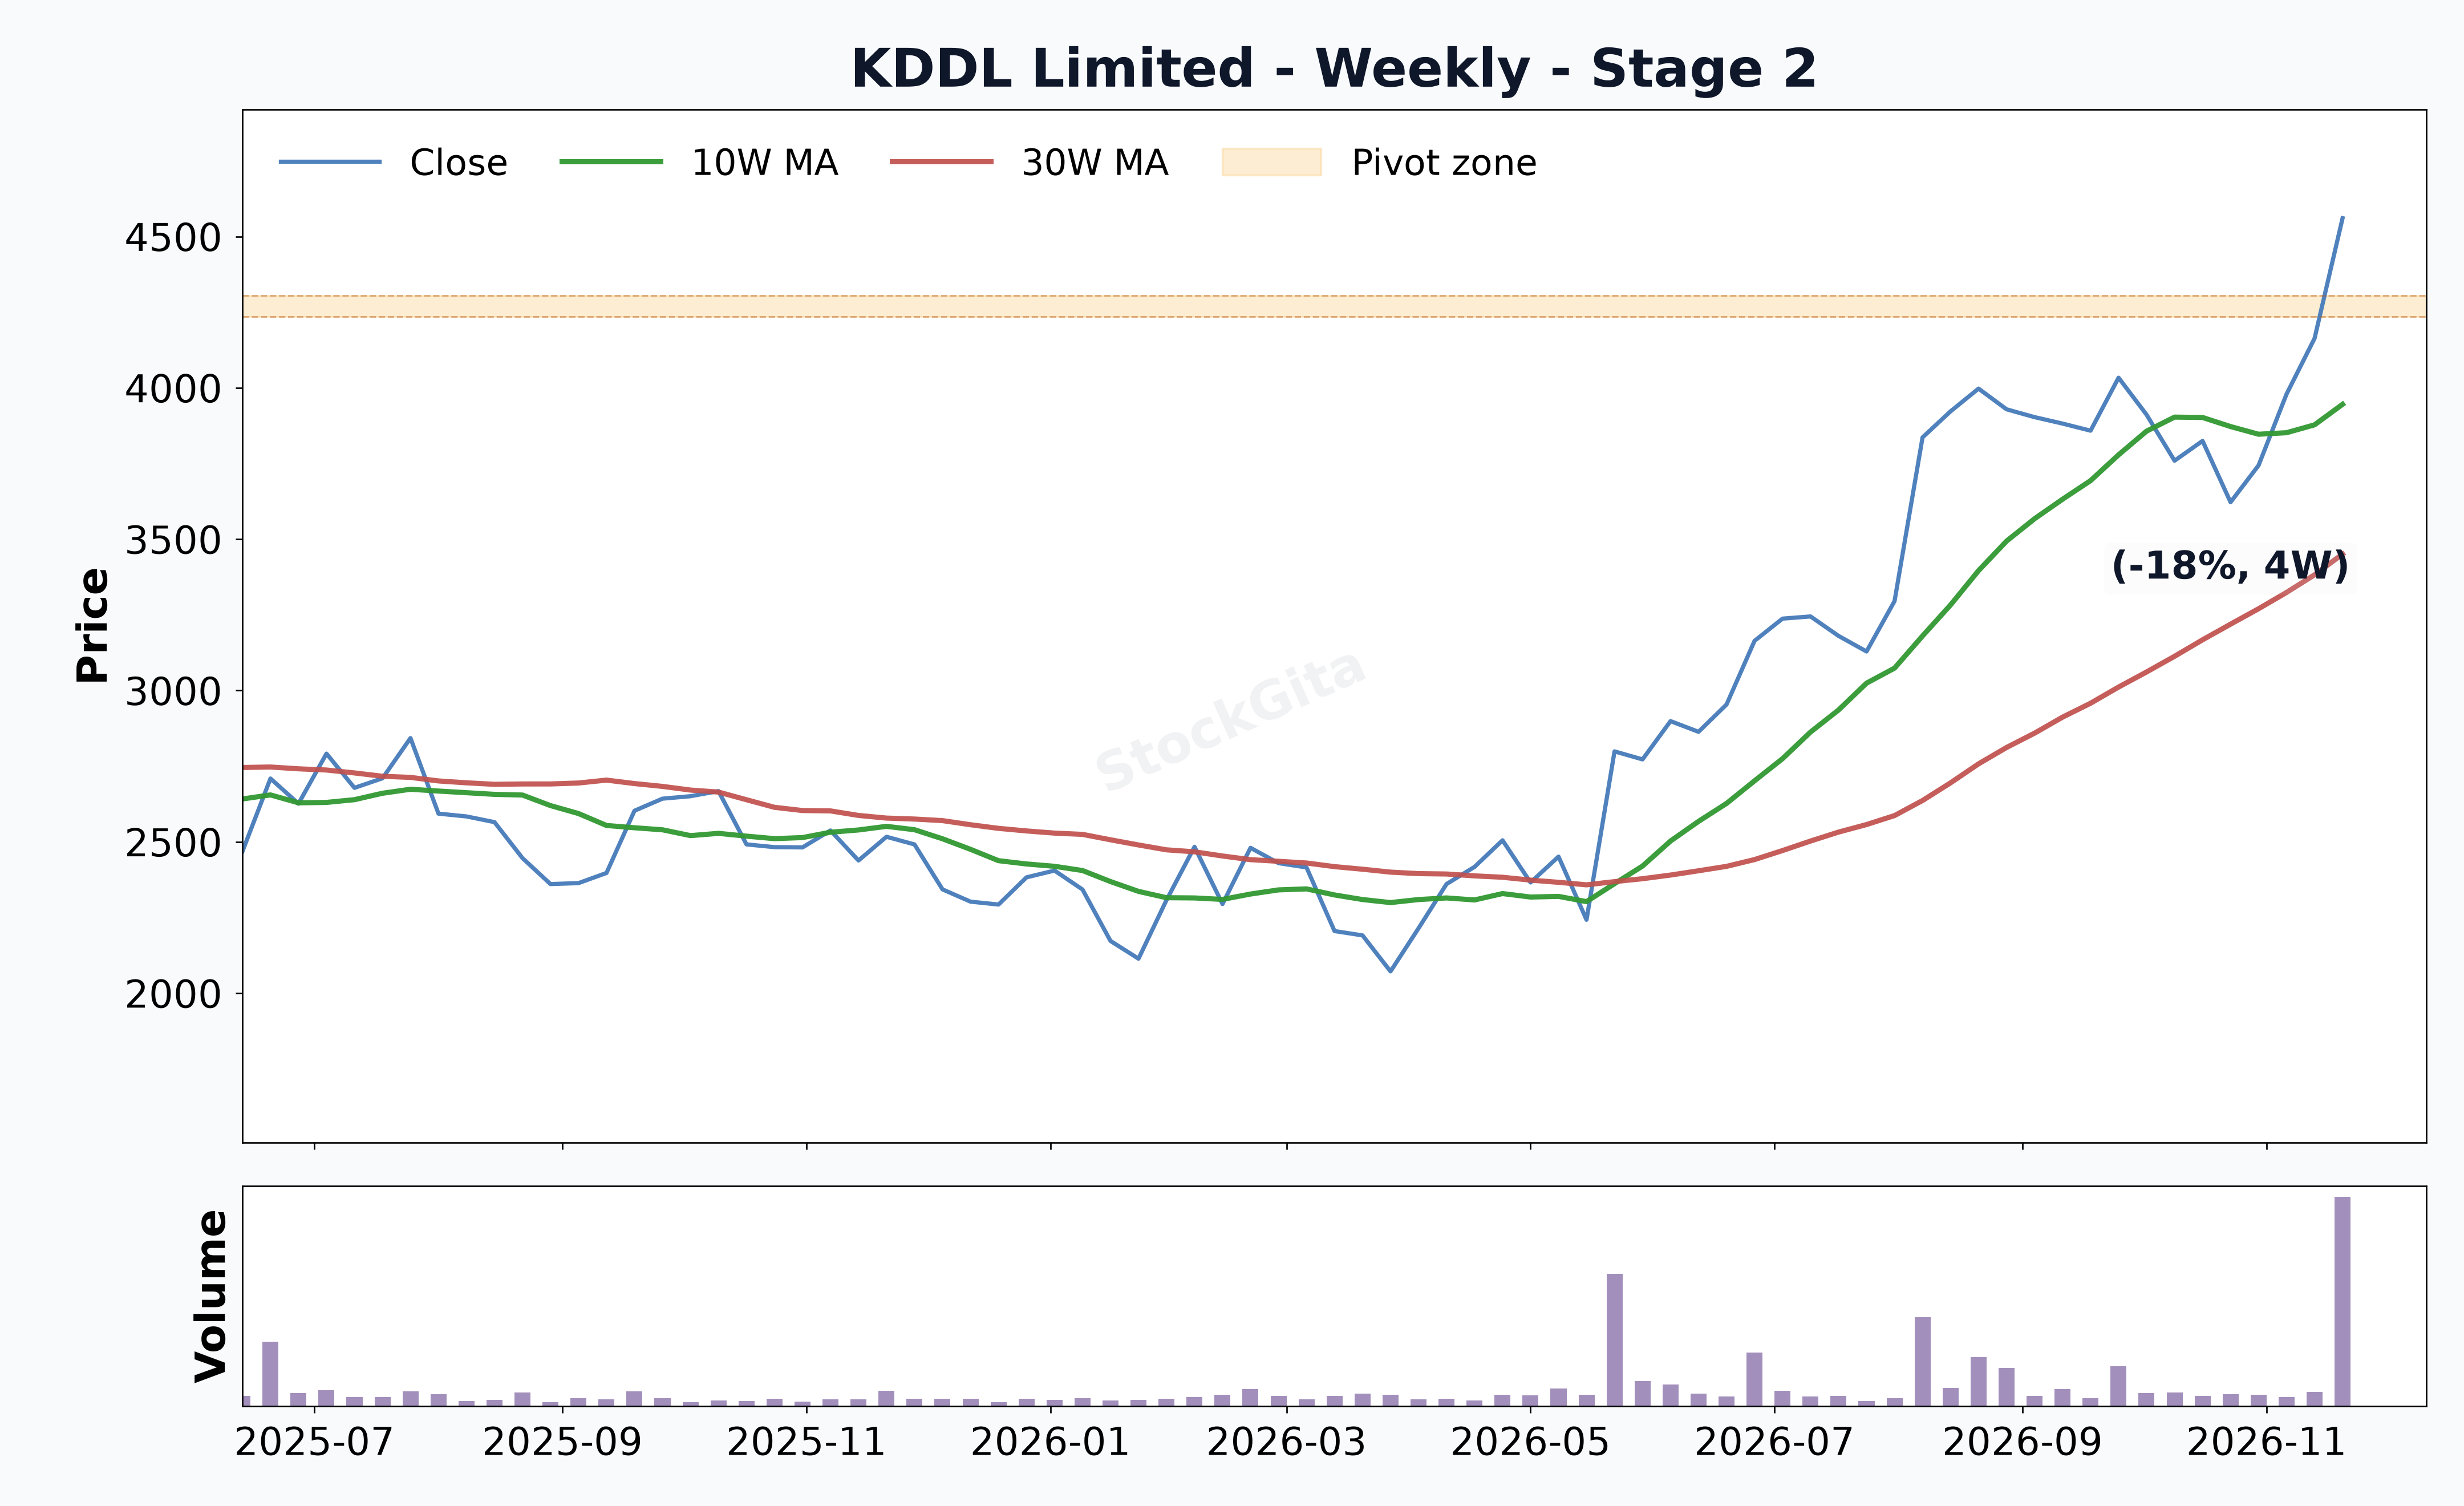 KDDL Limited - Weekly - Stage 2
Close 10W MA 30W MA Pivot zone
4500
4000
3500
3000
2500
2000
Price
(-18%, 4W)
StockGita
Volume
2025-07 2025-09 2025-11 2026-01 2026-03 2026-05 2026-07 2026-09 2026-11